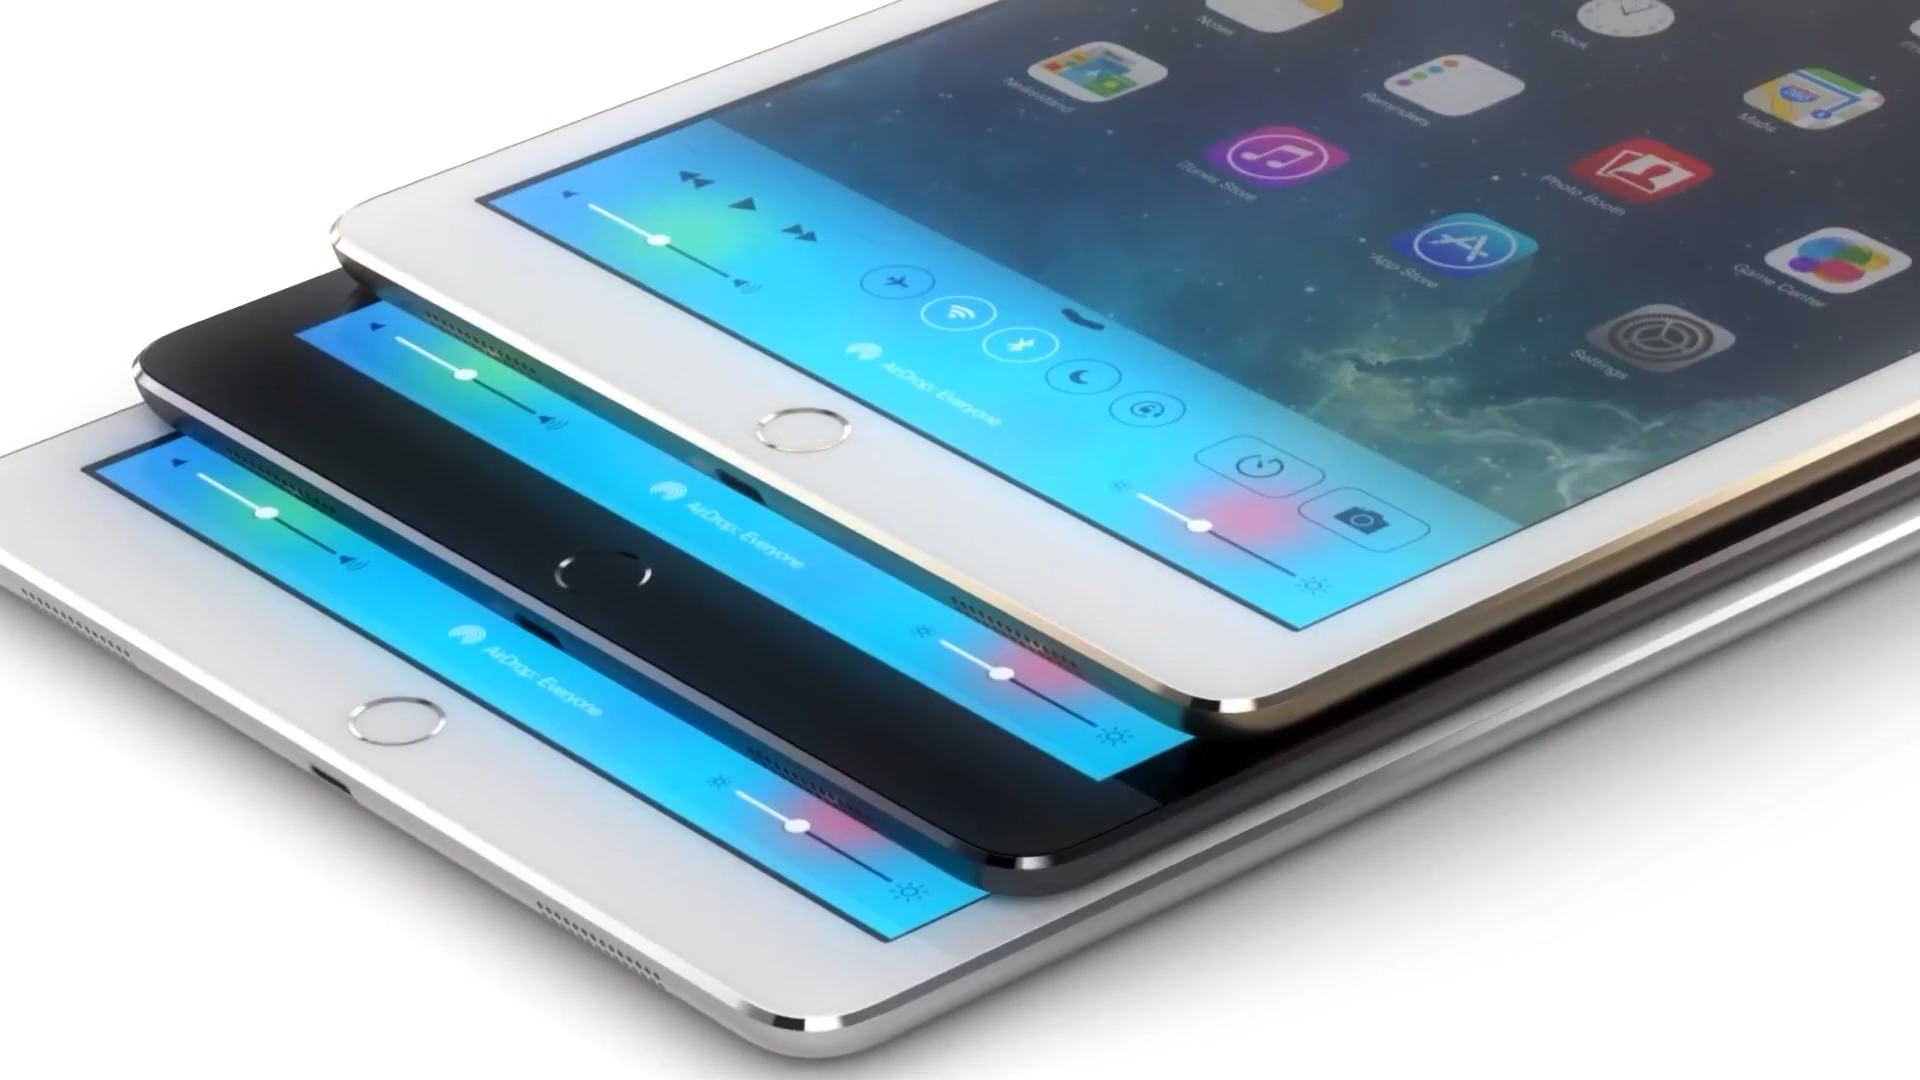 Notes
Clock
Newsstand
Reminders
Maps
iTunes Store
Photo Booth
App Store
Game Center
Settings
AirDrop: Everyone
AirDrop: Everyone
AirDrop: Everyone